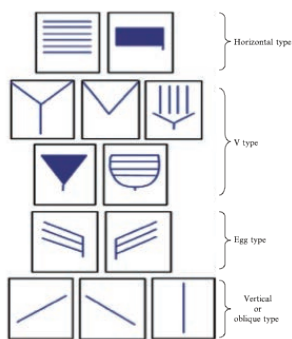 Horizontal type
V type
Egg type
Vertical
or
oblique type